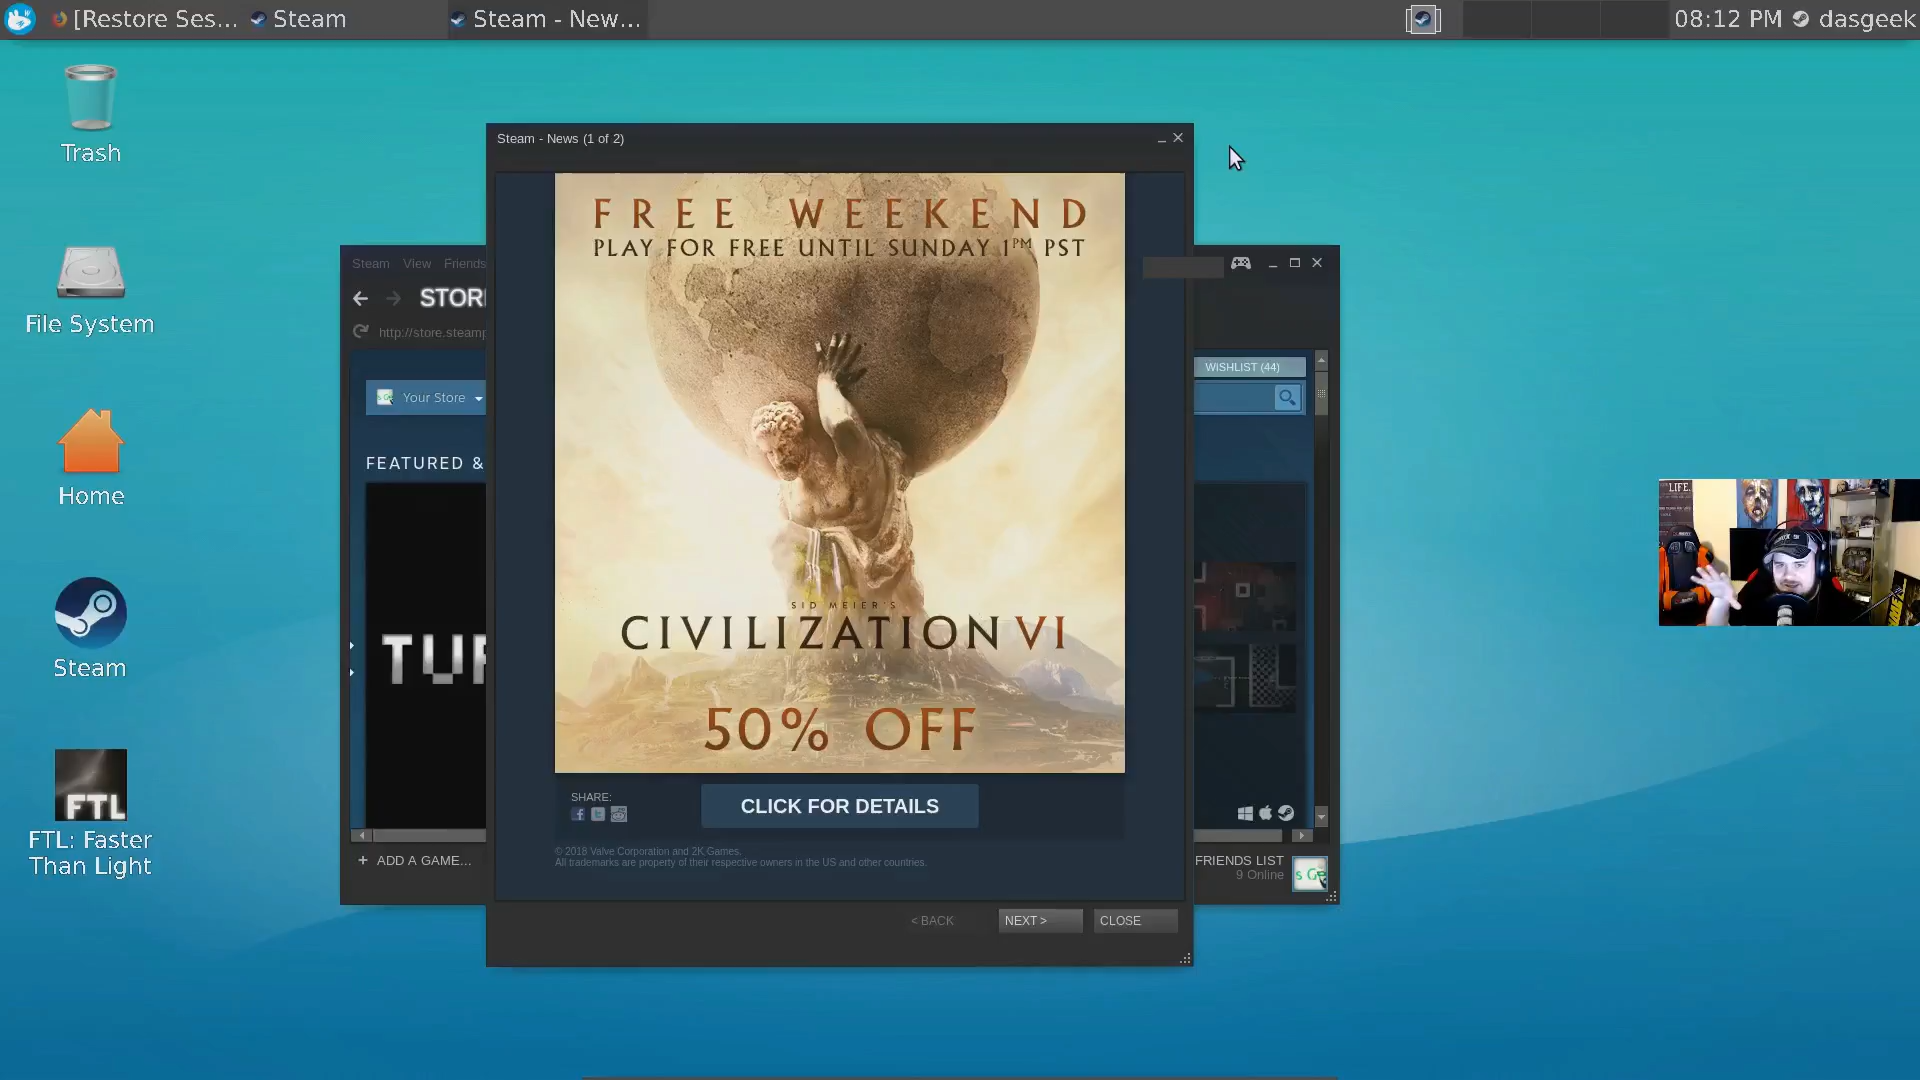 [Restore Ses...
Steam
Steam - New...
08:12 PM
dasgeek
Trash
File System
Home
Steam
FTL
FTL: Faster
Than Light
Steam - News (1 of 2)
FREE WEEKEND
PLAY FOR FREE UNTIL SUNDAY 1PM PST
SID MEIER'S
CIVILIZATION VI
50% OFF
SHARE:
CLICK FOR DETAILS
© 2018 Valve Corporation and 2K Games.
All trademarks are property of their respective owners in the US and other countries.
< BACK
NEXT >
CLOSE
Steam View Friends
STOR
http://store.steamp
Your Store
FEATURED &
TUR
+ ADD A GAME...
WISHLIST (44)
FRIENDS LIST
9 Online
LIFE.